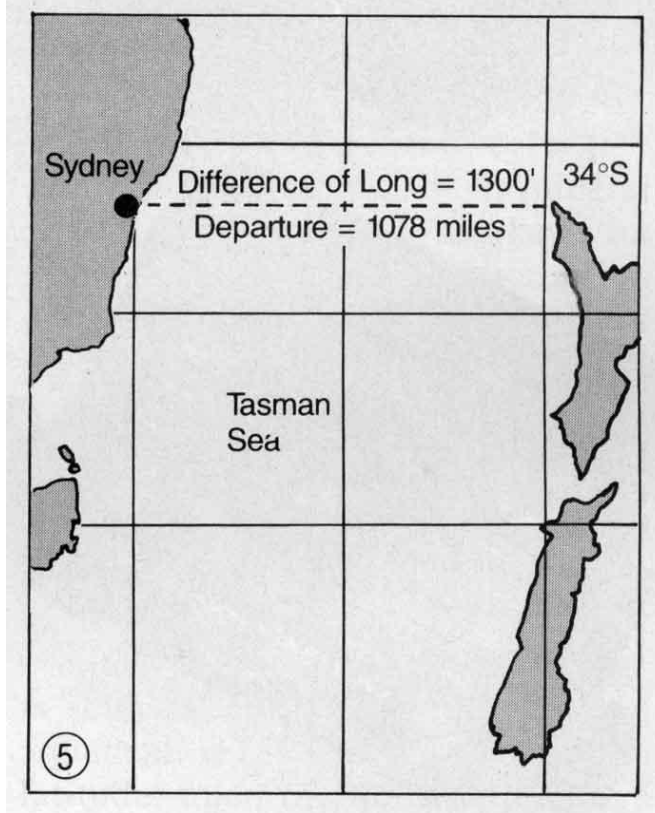 Sydney
Difference of Long = 1300' 34°S
Departure = 1078 miles
Tasman
Sea
5